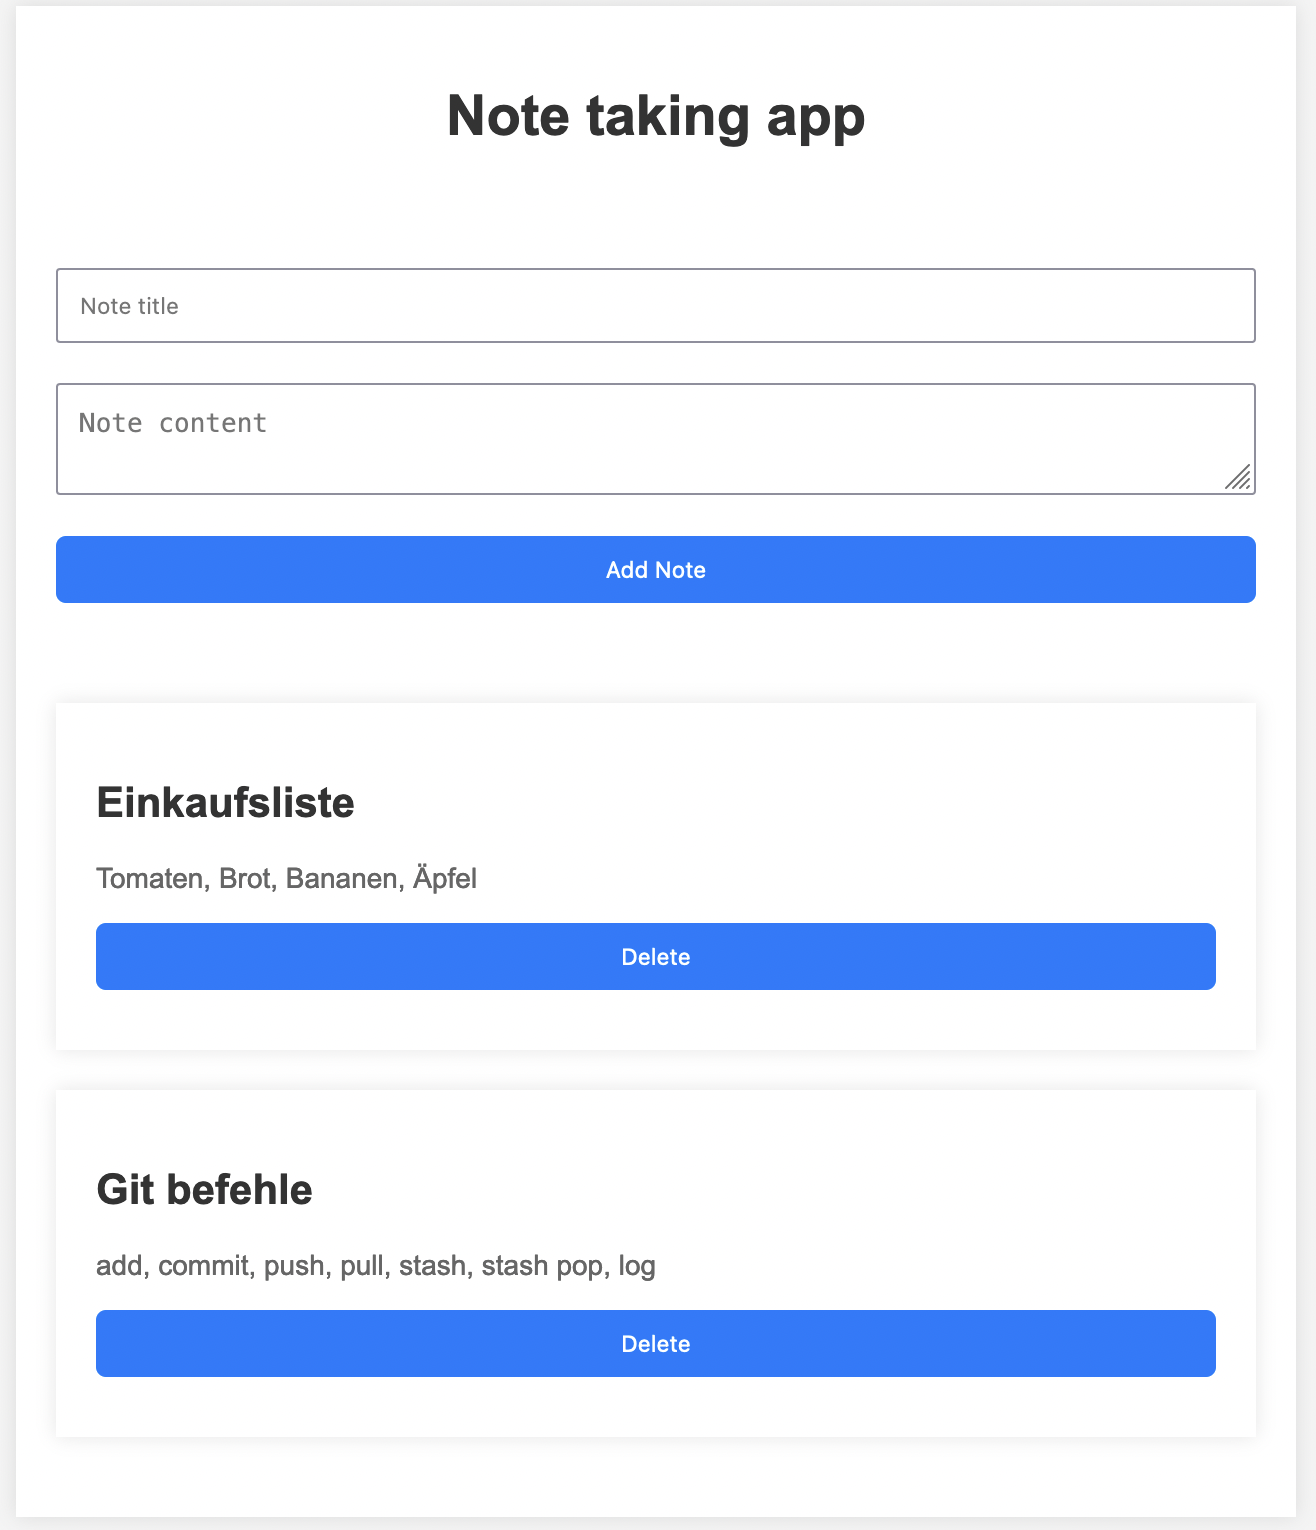 Note taking app
Note title
Note content
Add Note
Einkaufsliste
Tomaten, Brot, Bananen, Äpfel
Delete
Git befehle
add, commit, push, pull, stash, stash pop, log
Delete